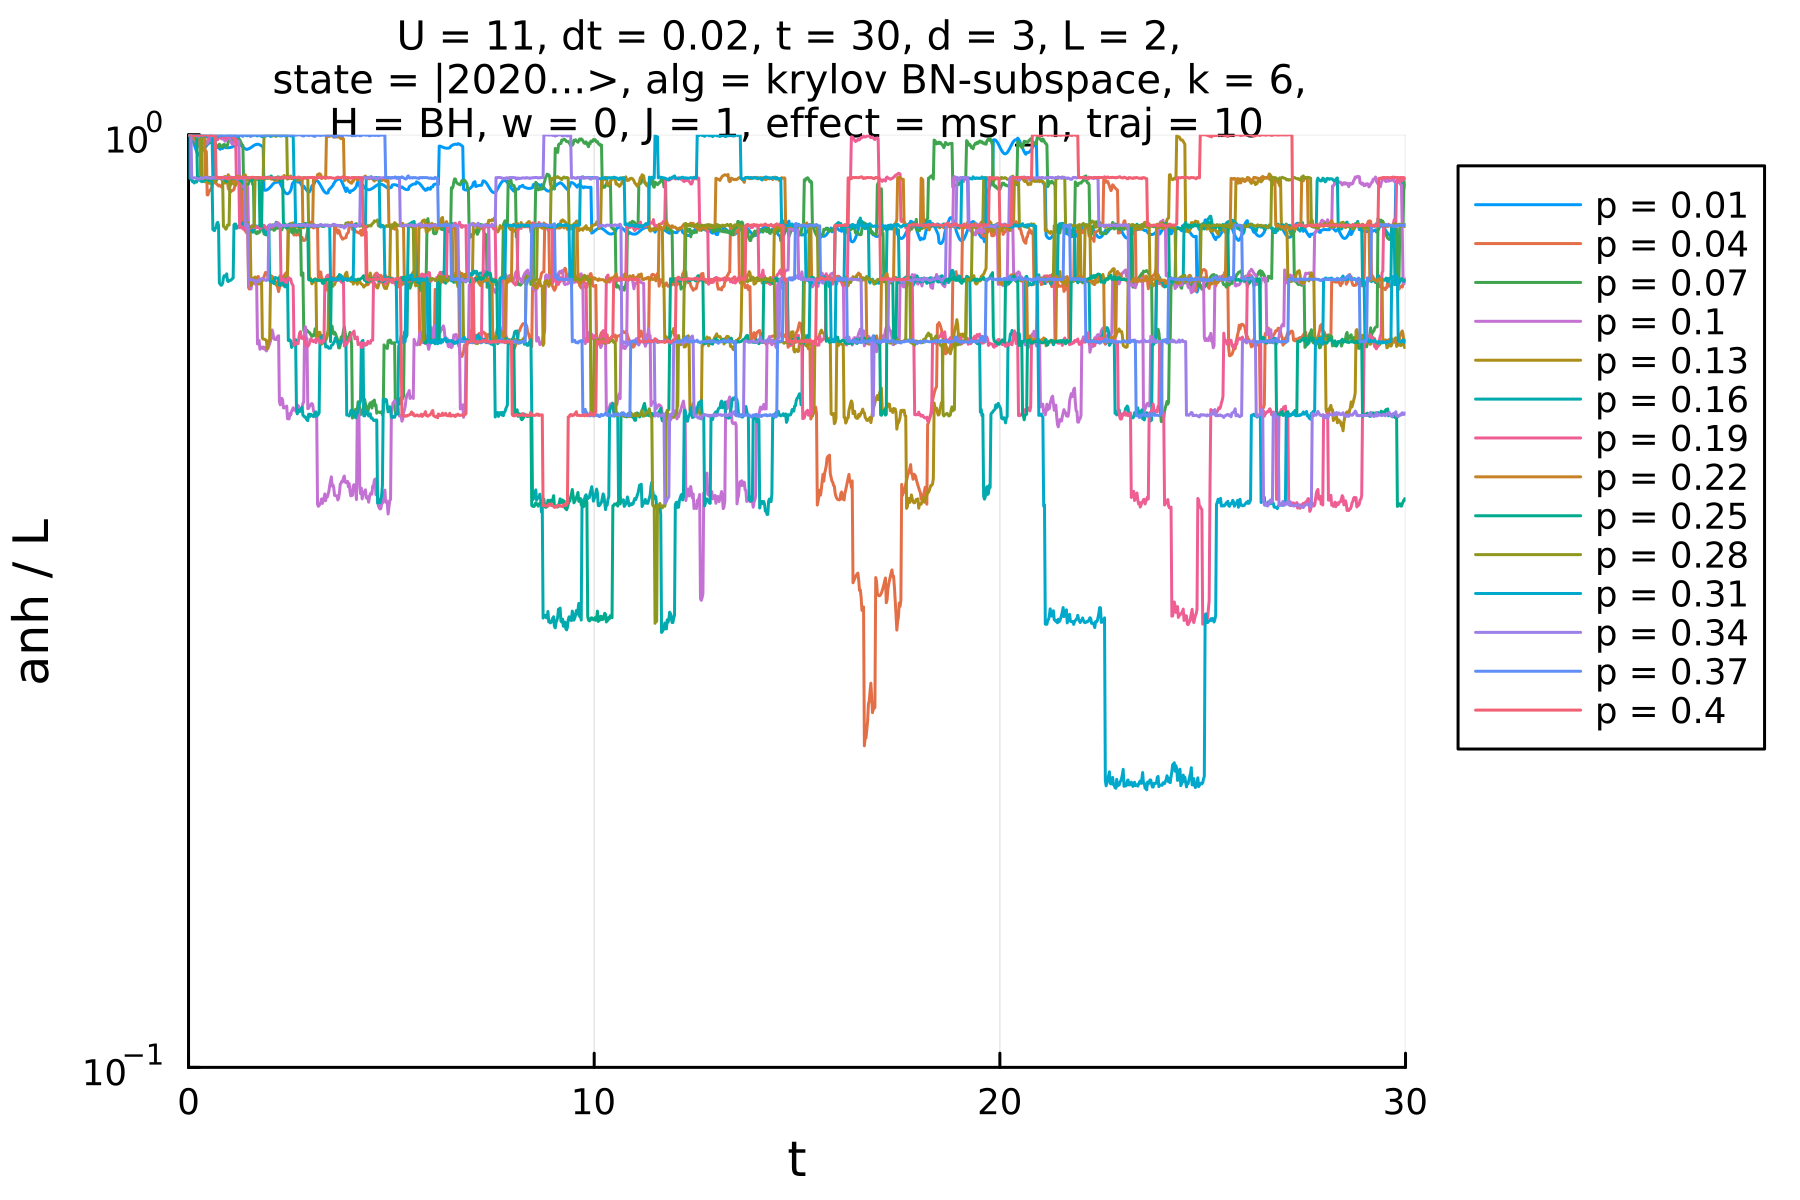 U = 11, dt = 0.02, t = 30, d = 3, L = 2,
state = |2020...>, alg = krylov BN-subspace, k = 6,
H = BH, w = 0, J = 1, effect = msr_n, traj = 10
10⁰
10⁻¹
anh / L
0 10 20 30
t
p = 0.01
p = 0.04
p = 0.07
p = 0.1
p = 0.13
p = 0.16
p = 0.19
p = 0.22
p = 0.25
p = 0.28
p = 0.31
p = 0.34
p = 0.37
p = 0.4